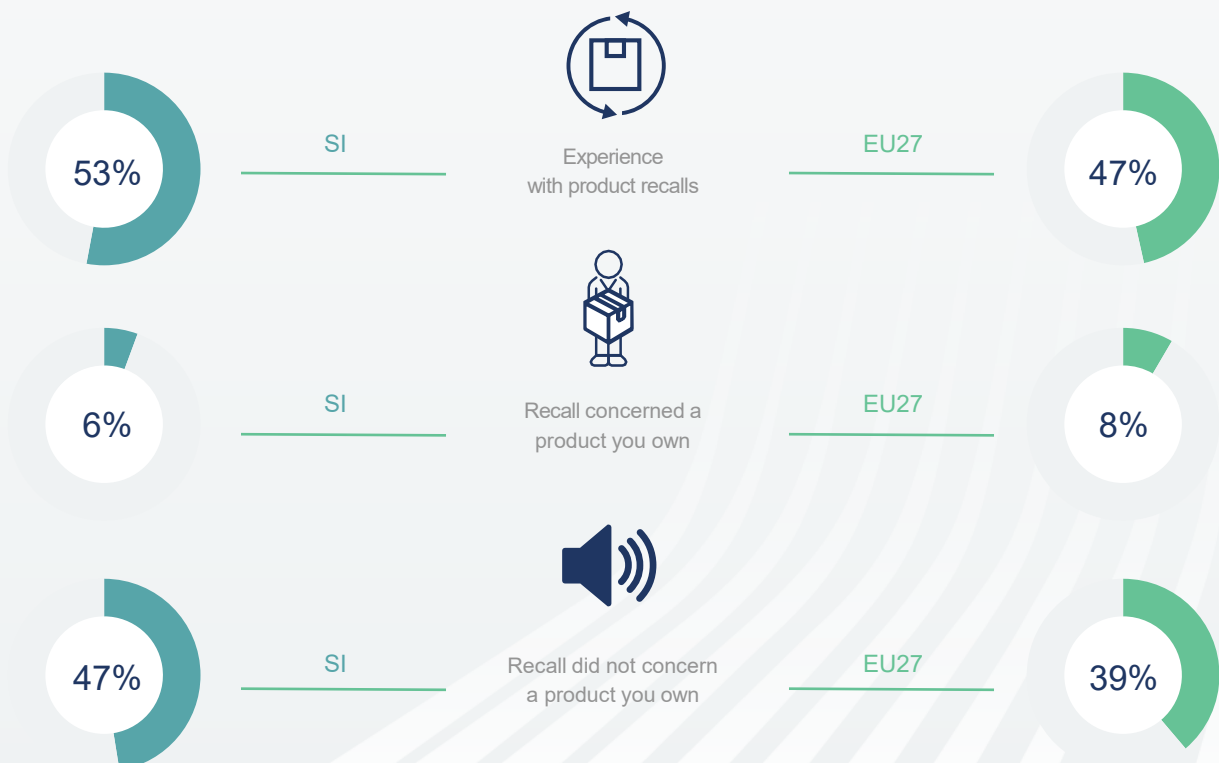 53%
SI
Experience
with product recalls
EU27
47%
6%
SI
Recall concerned a
product you own
EU27
8%
47%
SI
Recall did not concern
a product you own
EU27
39%